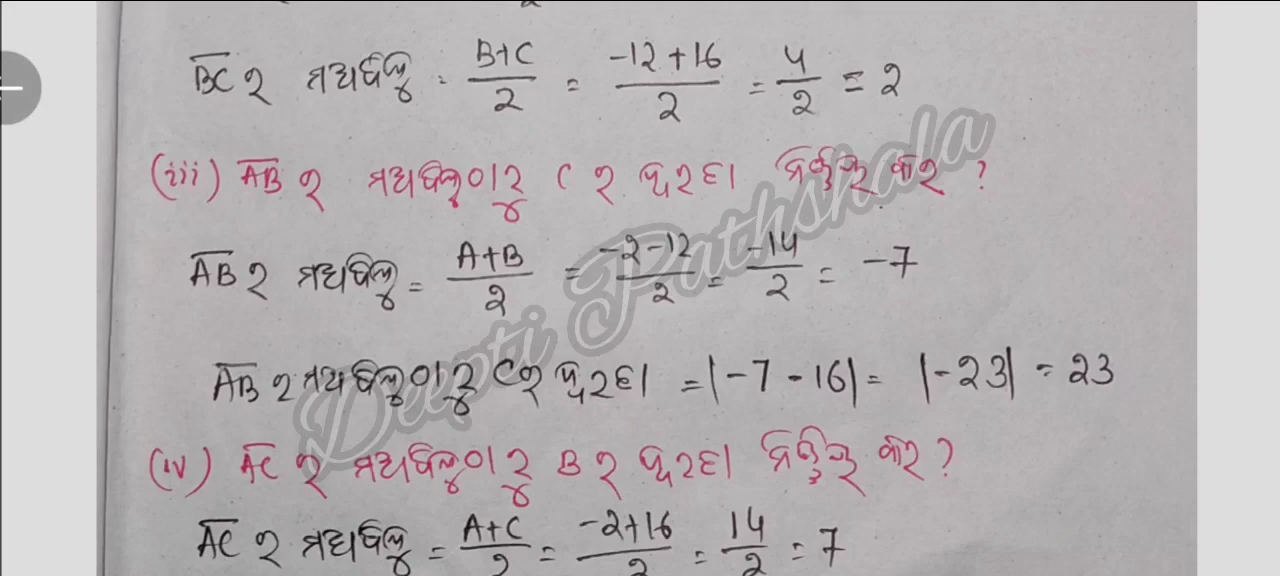 BC ର ମଧ୍ୟବିନ୍ଦୁ = B+C/2 = -12+16/2 = 4/2 = 2
(iii) AB ର ମଧ୍ୟବିନ୍ଦୁଠାରୁ C ର ଦୂରତା ନିର୍ଣ୍ଣୟ କର ?
AB ର ମଧ୍ୟବିନ୍ଦୁ = A+B/2 = -2-12/2 = -14/2 = -7
AB ର ମଧ୍ୟବିନ୍ଦୁଠାରୁ C ର ଦୂରତା = |-7-16| = |-23| = 23
(iv) AC ର ମଧ୍ୟବିନ୍ଦୁଠାରୁ B ର ଦୂରତା ନିର୍ଣ୍ଣୟ କର ?
AC ର ମଧ୍ୟବିନ୍ଦୁ = A+C/2 = -2+16/2 = 14/2 = 7
Deepti Pathshala